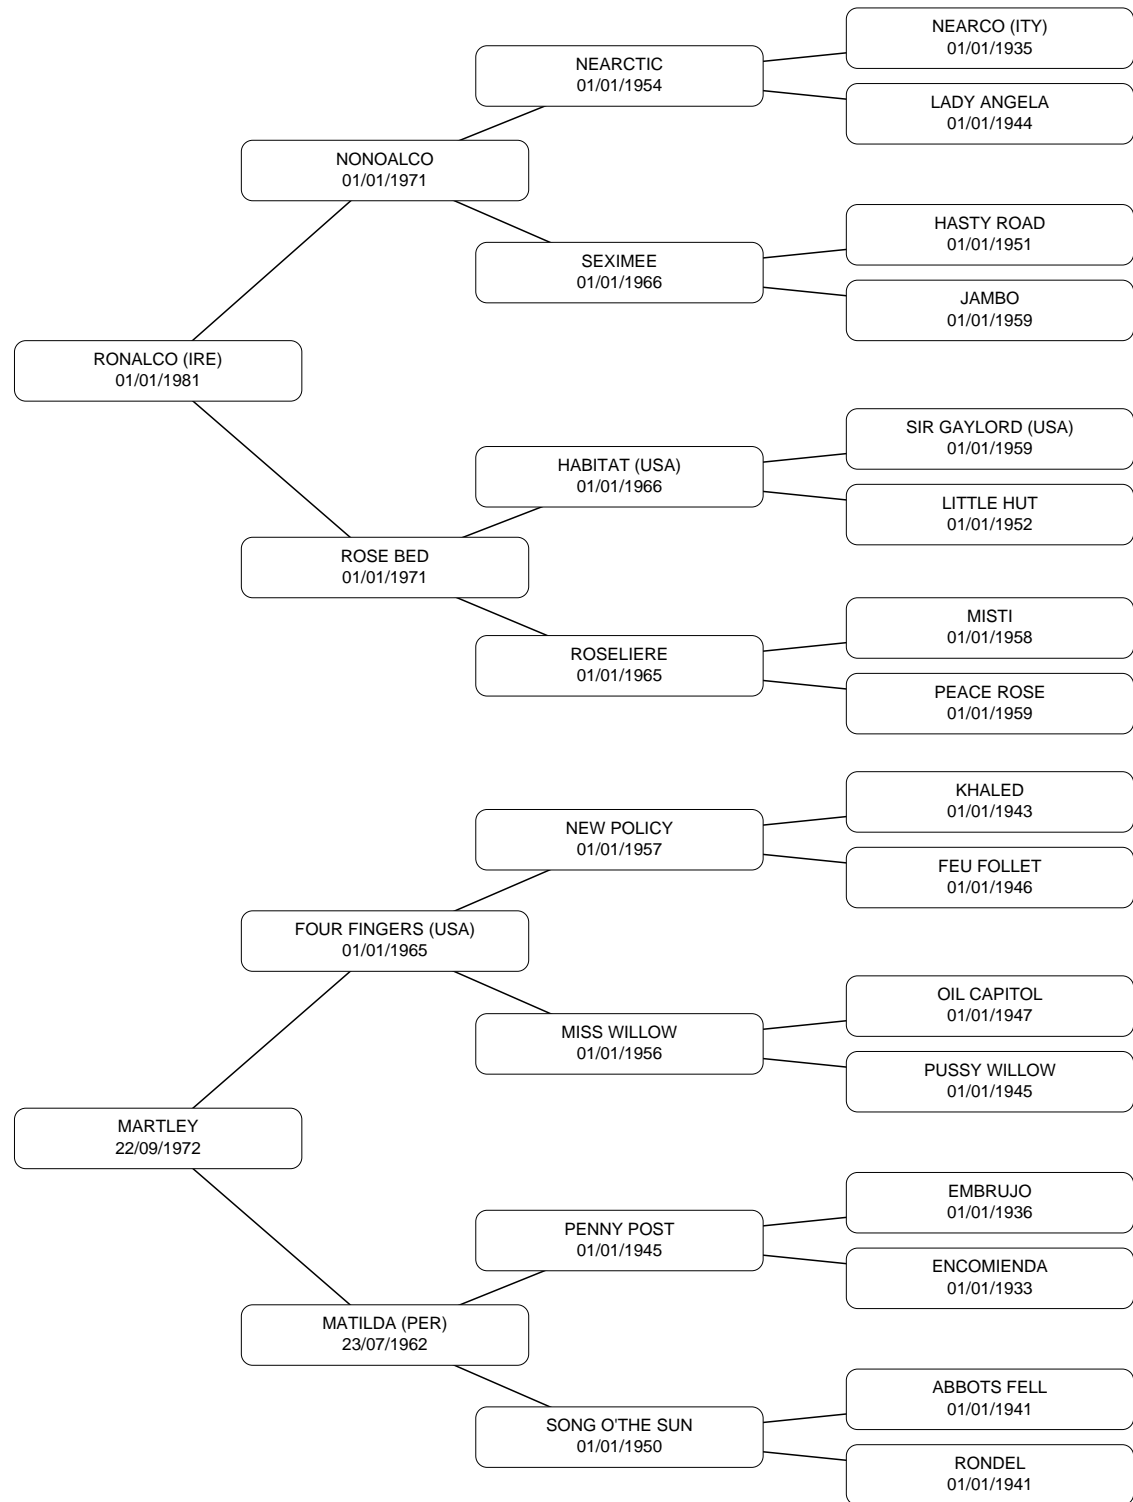 NEARCO (ITY)
01/01/1935
NEARCTIC
01/01/1954
LADY ANGELA
01/01/1944
NONOALCO
01/01/1971
HASTY ROAD
01/01/1951
SEXIMEE
01/01/1966
JAMBO
01/01/1959
RONALCO (IRE)
01/01/1981
SIR GAYLORD (USA)
01/01/1959
HABITAT (USA)
01/01/1966
LITTLE HUT
01/01/1952
ROSE BED
01/01/1971
MISTI
01/01/1958
ROSELIERE
01/01/1965
PEACE ROSE
01/01/1959
KHALED
01/01/1943
NEW POLICY
01/01/1957
FEU FOLLET
01/01/1946
FOUR FINGERS (USA)
01/01/1965
OIL CAPITOL
01/01/1947
MISS WILLOW
01/01/1956
PUSSY WILLOW
01/01/1945
MARTLEY
22/09/1972
EMBRUJO
01/01/1936
PENNY POST
01/01/1945
ENCOMIENDA
01/01/1933
MATILDA (PER)
23/07/1962
ABBOTS FELL
01/01/1941
SONG O'THE SUN
01/01/1950
RONDEL
01/01/1941